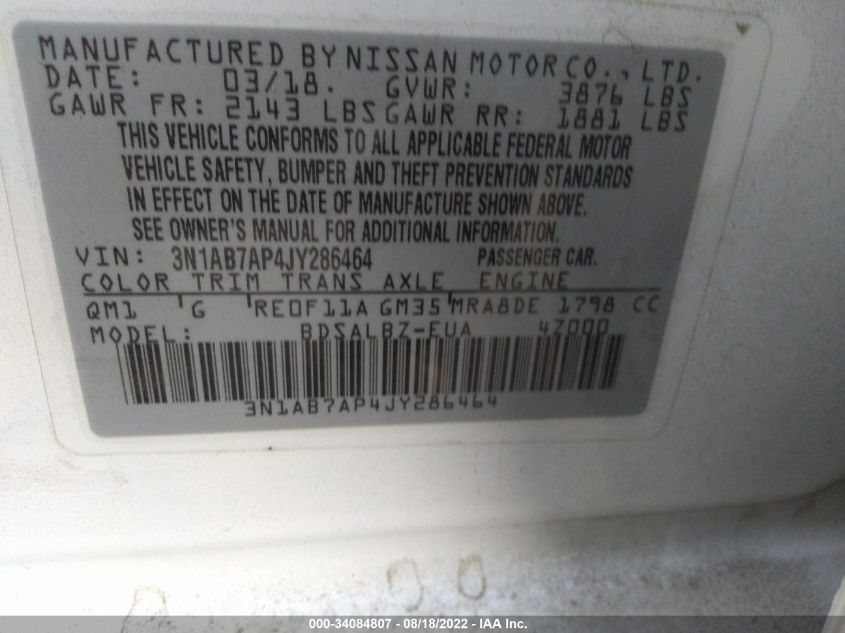 MANUFACTURED BY NISSAN MOTOR CO., LTD.
DATE: 03/18. GVWR: 3876 LBS
GAWR FR: 2143 LBS GAWR RR: 1881 LBS
THIS VEHICLE CONFORMS TO ALL APPLICABLE FEDERAL MOTOR
VEHICLE SAFETY, BUMPER AND THEFT PREVENTION STANDARDS
IN EFFECT ON THE DATE OF MANUFACTURE SHOWN ABOVE.
SEE OWNER'S MANUAL FOR ADDITIONAL INFORMATION.
VIN: 3N1AB7AP4JY286464 PASSENGER CAR.
COLOR TRIM TRANS AXLE ENGINE
QM1 G RE0F11A GM35 MRA8DE 1798 CC
MODEL: BDSALBZ-EUA 4Z000
3N1AB7AP4JY286464
000-34084807 - 08/18/2022 - IAA Inc.